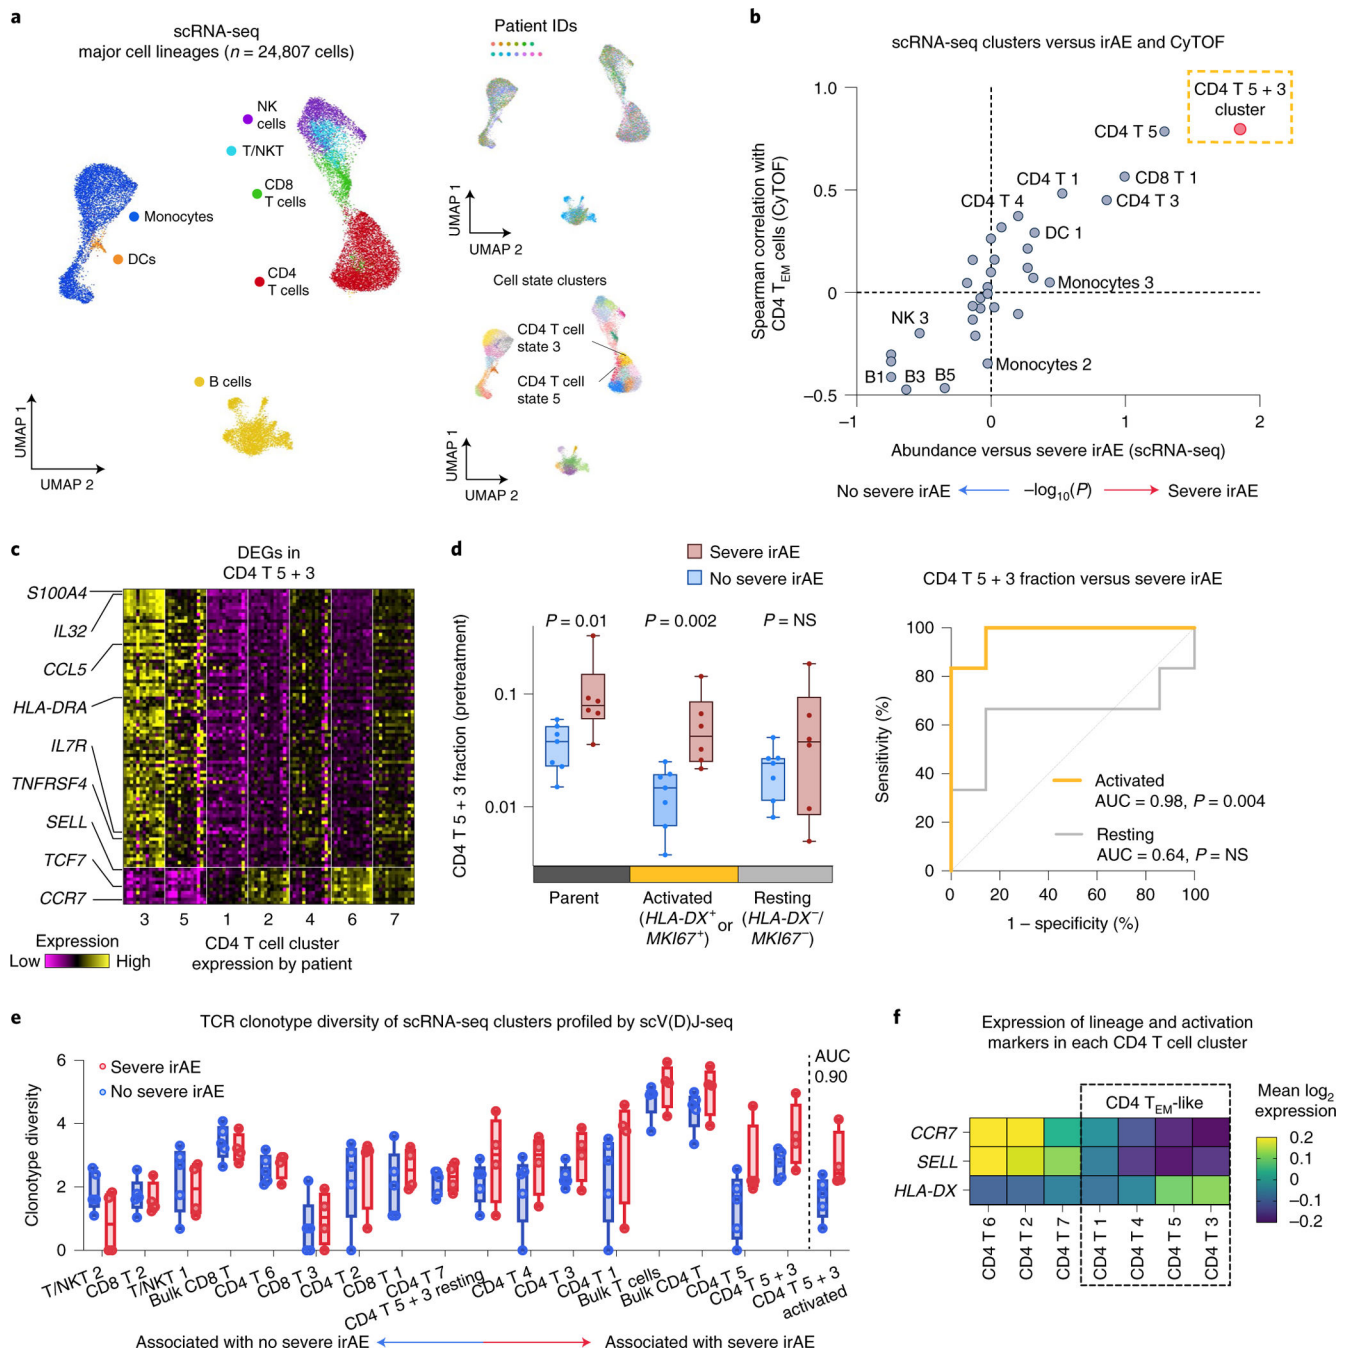 a
scRNA-seq
major cell lineages (n = 24,807 cells)
NK
cells
T/NKT
CD8
T cells
Monocytes
DCs
CD4
T cells
B cells
UMAP 1
UMAP 2
Patient IDs
UMAP 1
UMAP 2
Cell state clusters
CD4 T cell
state 3
CD4 T cell
state 5
UMAP 1
UMAP 2
b
scRNA-seq clusters versus irAE and CyTOF
Spearman correlation with
CD4 TEM cells (CyTOF)
1.0
0.5
0
–0.5
CD4 T 5 + 3
cluster
CD4 T 5
CD8 T 1
CD4 T 1
CD4 T 3
CD4 T 4
DC 1
Monocytes 3
NK 3
Monocytes 2
B1
B3
B5
–1
0
1
2
Abundance versus severe irAE (scRNA-seq)
No severe irAE
–log10(P)
Severe irAE
c
DEGs in
CD4 T 5 + 3
S100A4
IL32
CCL5
HLA-DRA
IL7R
TNFRSF4
SELL
TCF7
CCR7
3 5 1 2 4 6 7
Expression
Low
High
CD4 T cell cluster
expression by patient
d
Severe irAE
No severe irAE
CD4 T 5 + 3 fraction (pretreatment)
P = 0.01
P = 0.002
P = NS
0.1
0.01
Parent
Activated
(HLA-DX+ or
MKI67+)
Resting
(HLA-DX–/
MKI67–)
CD4 T 5 + 3 fraction versus severe irAE
Sensitivity (%)
100
80
60
40
20
0
Activated
AUC = 0.98, P = 0.004
Resting
AUC = 0.64, P = NS
0 20 40 60 80 100
1 – specificity (%)
e
TCR clonotype diversity of scRNA-seq clusters profiled by scV(D)J-seq
Clonotype diversity
6
4
2
0
Severe irAE
No severe irAE
AUC
0.90
T/NKT 2
CD8 T 2
T/NKT 1
Bulk CD8 T
CD4 T 6
CD8 T 3
CD4 T 2
CD8 T 1
CD4 T 7
CD4 T 5 + 3 resting
CD4 T 4
CD4 T 3
CD4 T 1
Bulk T cells
Bulk CD4 T
CD4 T 5
CD4 T 5 + 3
CD4 T 5 + 3
activated
Associated with no severe irAE
Associated with severe irAE
f
Expression of lineage and activation
markers in each CD4 T cell cluster
CD4 TEM-like
CCR7
SELL
HLA-DX
CD4 T 6
CD4 T 2
CD4 T 7
CD4 T 1
CD4 T 4
CD4 T 5
CD4 T 3
Mean log2
expression
0.2
0.1
0
–0.1
–0.2